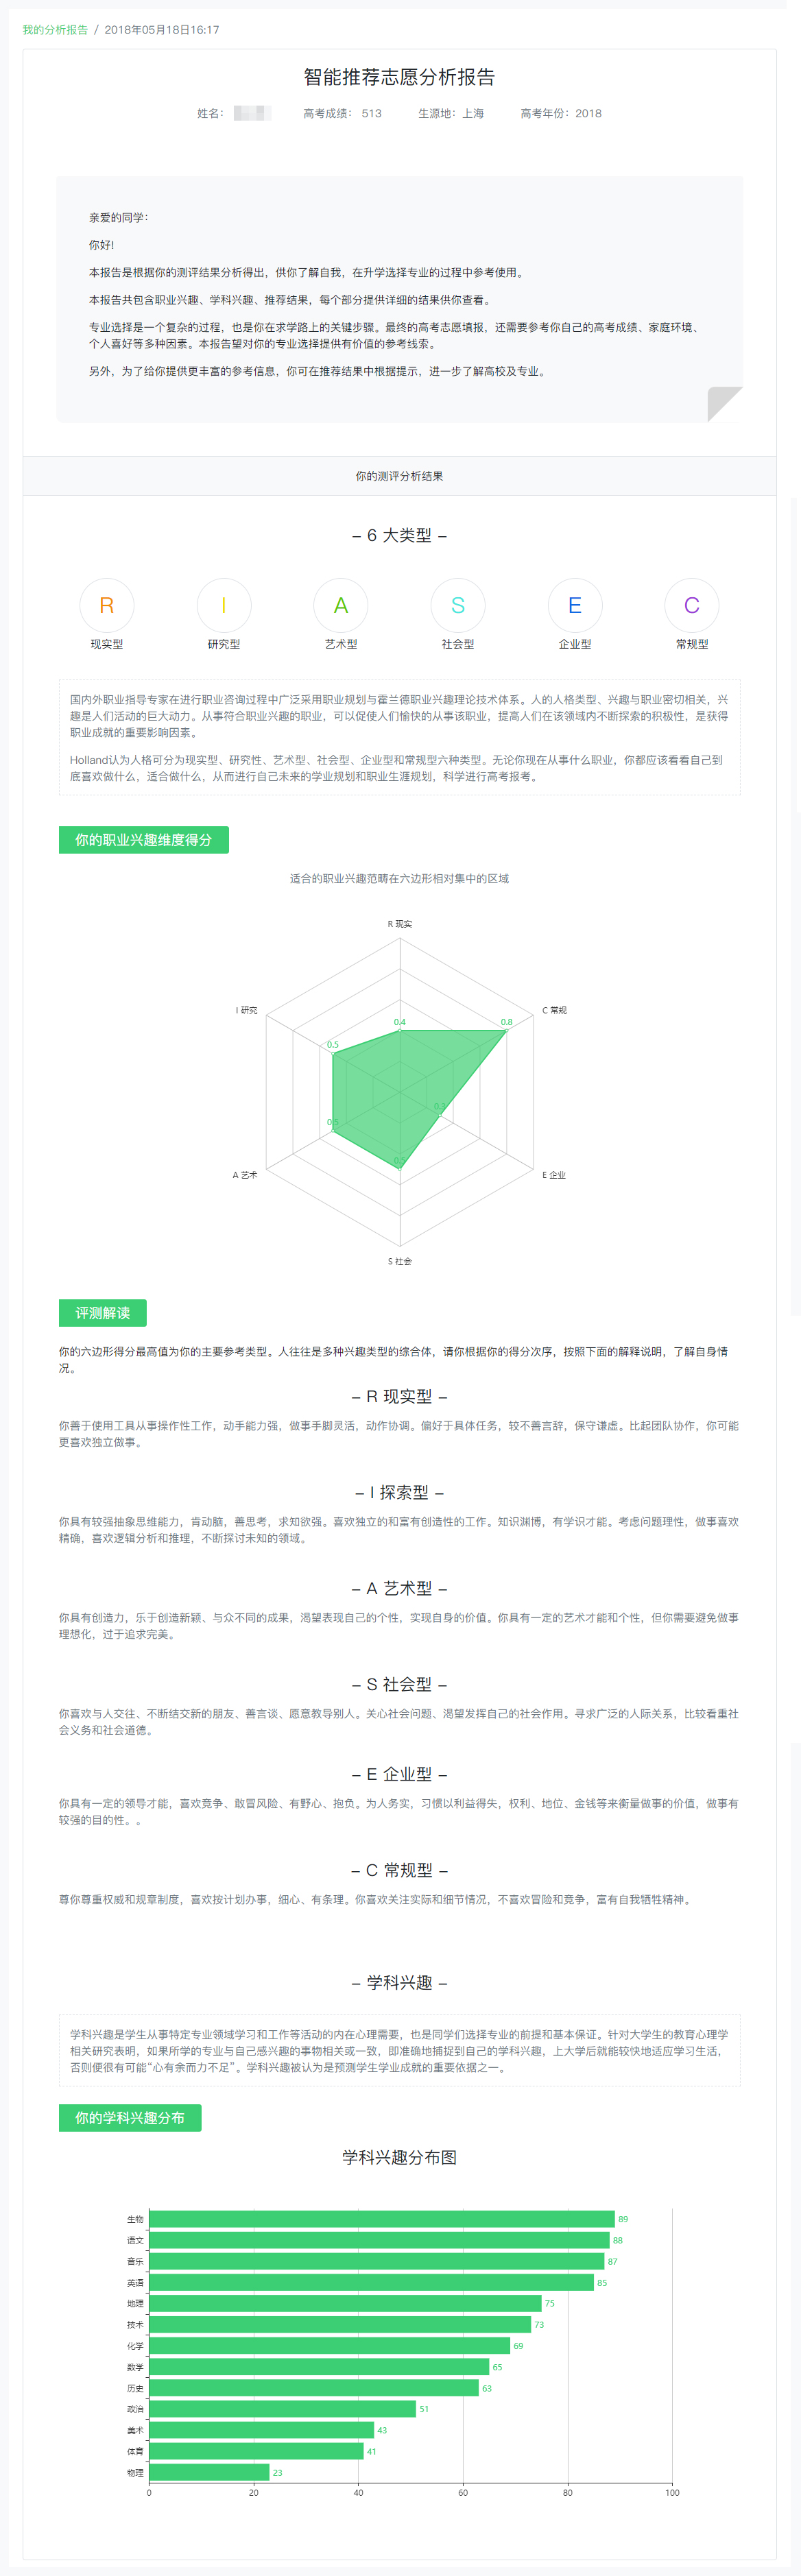 我的分析报告 / 2018年05月18日16:17
智能推荐志愿分析报告
姓名： 高考成绩： 513 生源地：上海 高考年份：2018
亲爱的同学：
你好！
本报告是根据你的测评结果分析得出，供你了解自我，在升学选择专业的过程中参考使用。
本报告共包含职业兴趣、学科兴趣、推荐结果，每个部分提供详细的结果供你查看。
专业选择是一个复杂的过程，也是你在求学路上的关键步骤。最终的高考志愿填报，还需要参考你自己的高考成绩、家庭环境、
个人喜好等多种因素。本报告望对你的专业选择提供有价值的参考线索。
另外，为了给你提供更丰富的参考信息，你可在推荐结果中根据提示，进一步了解高校及专业。
你的测评分析结果
– 6 大类型 –
R I A S E C
现实型 研究型 艺术型 社会型 企业型 常规型
国内外职业指导专家在进行职业咨询过程中广泛采用职业规划与霍兰德职业兴趣理论技术体系。人的人格类型、兴趣与职业密切相关，兴
趣是人们活动的巨大动力。从事符合职业兴趣的职业，可以促使人们愉快的从事该职业，提高人们在该领域内不断探索的积极性，是获得
职业成就的重要影响因素。
Holland认为人格可分为现实型、研究性、艺术型、社会型、企业型和常规型六种类型。无论你现在从事什么职业，你都应该看看自己到
底喜欢做什么，适合做什么，从而进行自己未来的学业规划和职业生涯规划，科学进行高考报考。
你的职业兴趣维度得分
适合的职业兴趣范畴在六边形相对集中的区域
R 现实
I 研究
C 常规
0.4
0.8
0.5
0.3
0.5
0.5
A 艺术
E 企业
S 社会
评测解读
你的六边形得分最高值为你的主要参考类型。人往往是多种兴趣类型的综合体，请你根据你的得分次序，按照下面的解释说明，了解自身情
况。
– R 现实型 –
你善于使用工具从事操作性工作，动手能力强，做事手脚灵活，动作协调。偏好于具体任务，较不善言辞，保守谦虚。比起团队协作，你可能
更喜欢独立做事。
– I 探索型 –
你具有较强抽象思维能力，肯动脑，善思考，求知欲强。喜欢独立的和富有创造性的工作。知识渊博，有学识才能。考虑问题理性，做事喜欢
精确，喜欢逻辑分析和推理，不断探讨未知的领域。
– A 艺术型 –
你具有创造力，乐于创造新颖、与众不同的成果，渴望表现自己的个性，实现自身的价值。你具有一定的艺术才能和个性，但你需要避免做事
理想化，过于追求完美。
– S 社会型 –
你喜欢与人交往、不断结交新的朋友、善言谈、愿意教导别人。关心社会问题、渴望发挥自己的社会作用。寻求广泛的人际关系，比较看重社
会义务和社会道德。
– E 企业型 –
你具有一定的领导才能，喜欢竞争、敢冒风险、有野心、抱负。为人务实，习惯以利益得失，权利、地位、金钱等来衡量做事的价值，做事有
较强的目的性。。
– C 常规型 –
尊你尊重权威和规章制度，喜欢按计划办事，细心、有条理。你喜欢关注实际和细节情况，不喜欢冒险和竞争，富有自我牺牲精神。
– 学科兴趣 –
学科兴趣是学生从事特定专业领域学习和工作等活动的内在心理需要，也是同学们选择专业的前提和基本保证。针对大学生的教育心理学
相关研究表明，如果所学的专业与自己感兴趣的事物相关或一致，即准确地捕捉到自己的学科兴趣，上大学后就能较快地适应学习生活，
否则便很有可能“心有余而力不足”。学科兴趣被认为是预测学生学业成就的重要依据之一。
你的学科兴趣分布
学科兴趣分布图
生物 89
语文 88
音乐 87
英语 85
地理 75
技术 73
化学 69
数学 65
历史 63
政治 51
美术 43
体育 41
物理 23
0 20 40 60 80 100